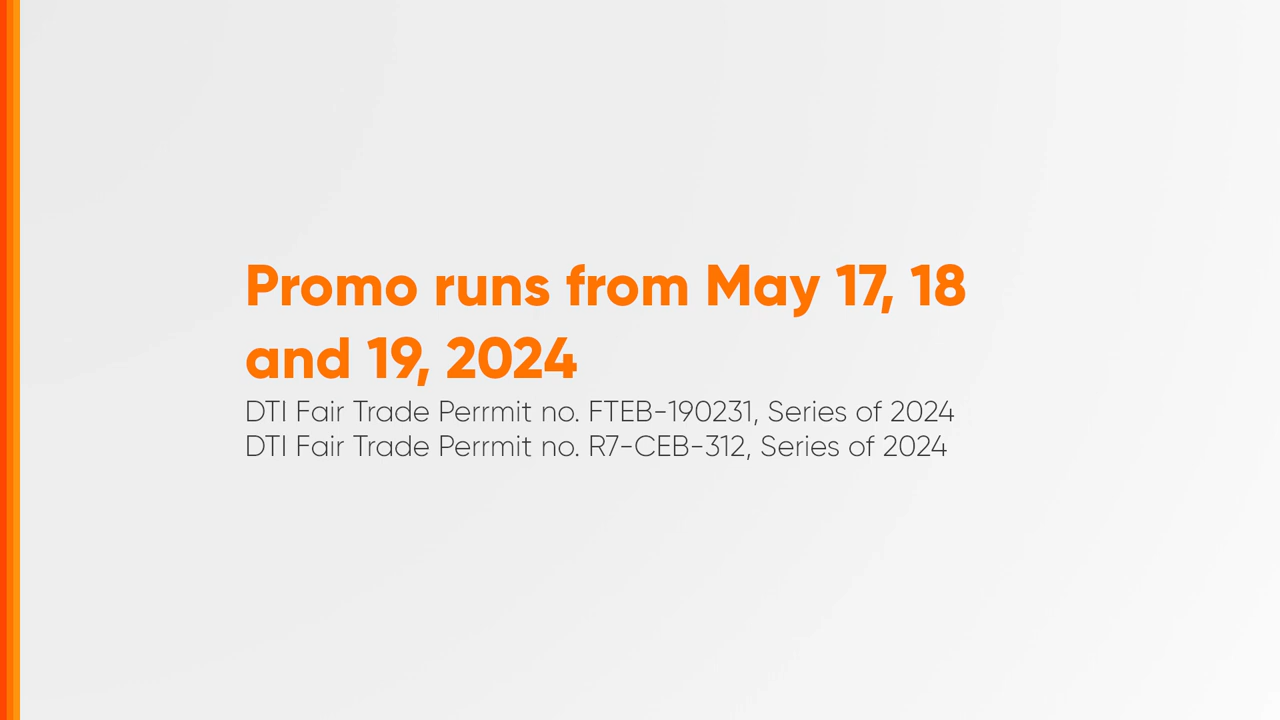 Promo runs from May 17, 18
and 19, 2024
DTI Fair Trade Perrmit no. FTEB-190231, Series of 2024
DTI Fair Trade Perrmit no. R7-CEB-312, Series of 2024